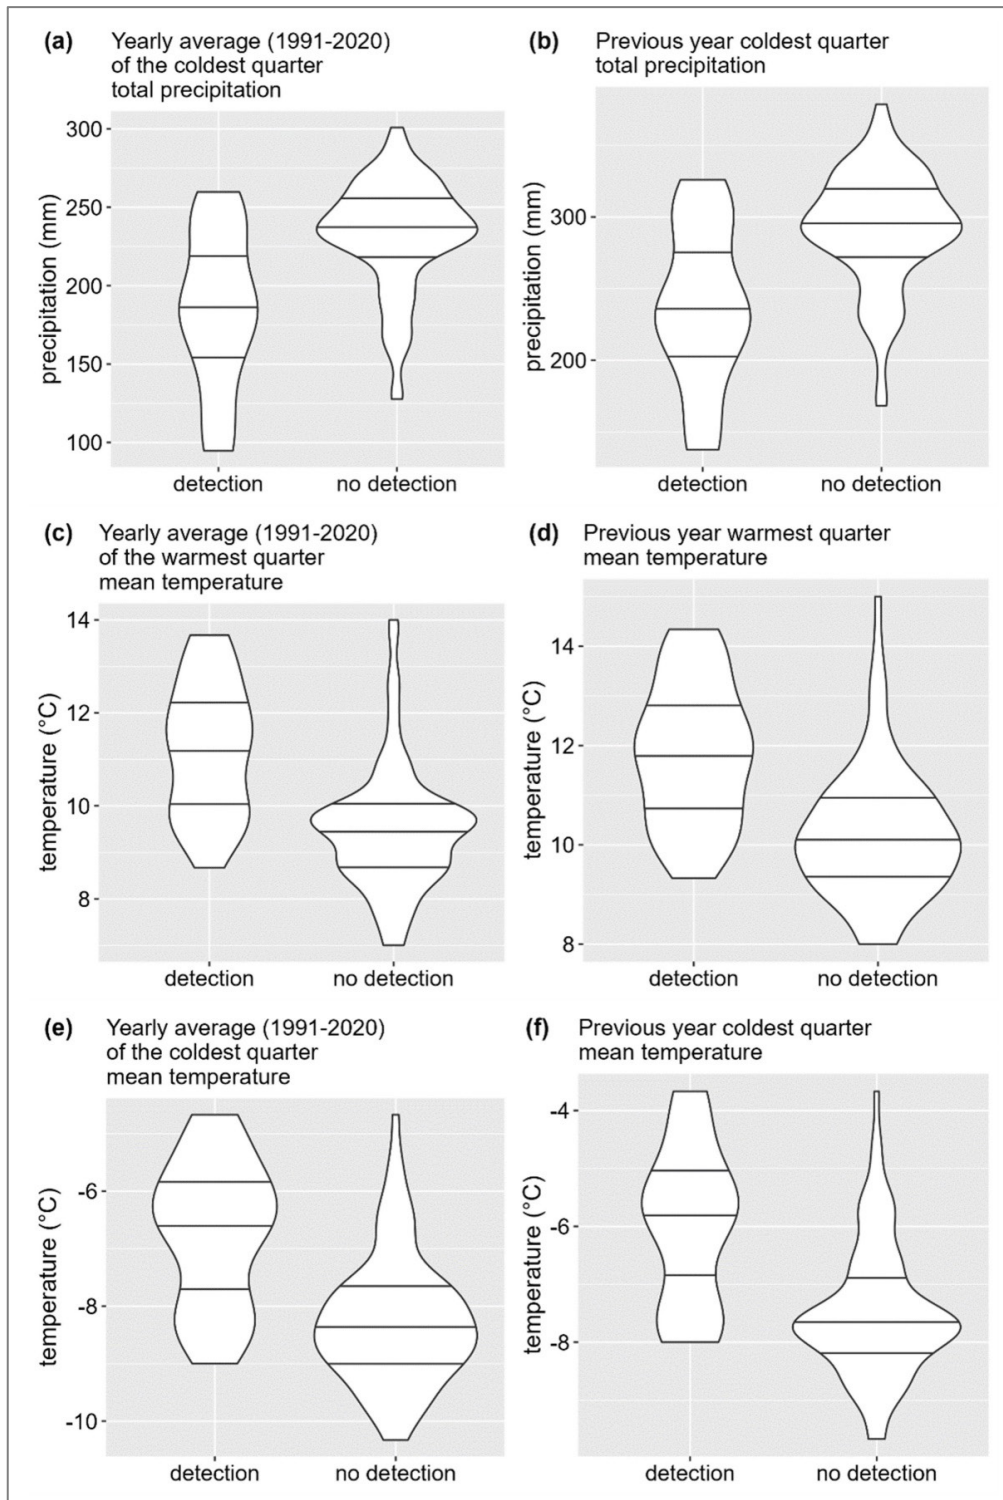 (a) Yearly average (1991-2020)
of the coldest quarter
total precipitation
300
250
200
150
100
precipitation (mm)
detection no detection
(b) Previous year coldest quarter
total precipitation
300
200
precipitation (mm)
detection no detection
(c) Yearly average (1991-2020)
of the warmest quarter
mean temperature
14
12
10
8
temperature (°C)
detection no detection
(d) Previous year warmest quarter
mean temperature
14
12
10
8
temperature (°C)
detection no detection
(e) Yearly average (1991-2020)
of the coldest quarter
mean temperature
-6
-8
-10
temperature (°C)
detection no detection
(f) Previous year coldest quarter
mean temperature
-4
-6
-8
temperature (°C)
detection no detection